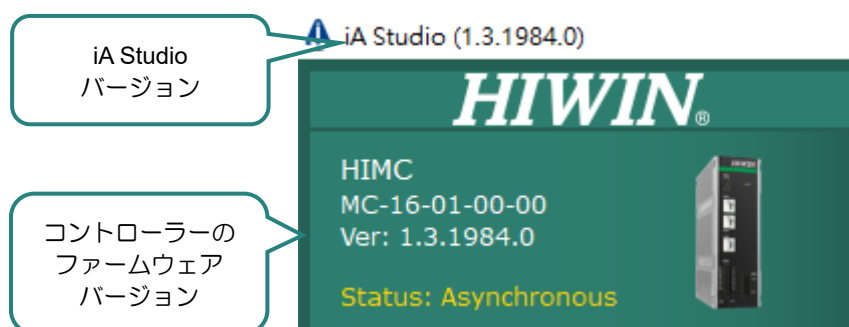 iA Studio
バージョン
iA Studio (1.3.1984.0)
HIWIN®
HIMC
MC-16-01-00-00
Ver: 1.3.1984.0
Status: Asynchronous
コントローラーの
ファームウェア
バージョン
HIWIN